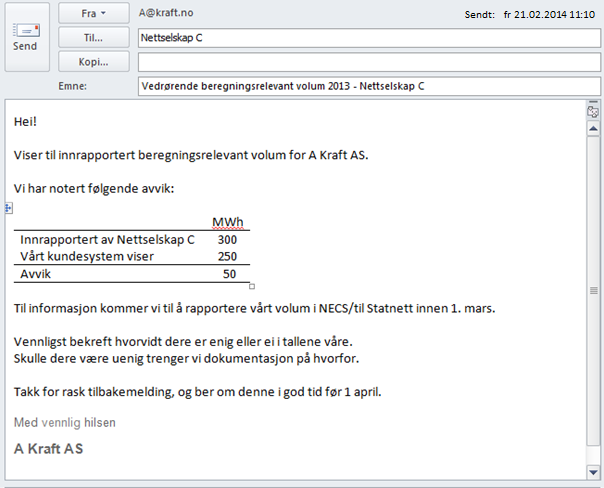 Fra
A@kraft.no
Sendt: fr 21.02.2014 11:10
Send
Til...
Nettselskap C
Kopi...
Emne:
Vedrørende beregningsrelevant volum 2013 - Nettselskap C
Hei!
Viser til innrapportert beregningsrelevant volum for A Kraft AS.
Vi har notert følgende avvik:
MWh
Innrapportert av Nettselskap C 300
Vårt kundesystem viser 250
Avvik 50
Til informasjon kommer vi til å rapportere vårt volum i NECS/til Statnett innen 1. mars.
Vennligst bekreft hvorvidt dere er enig eller ei i tallene våre.
Skulle dere være uenig trenger vi dokumentasjon på hvorfor.
Takk for rask tilbakemelding, og ber om denne i god tid før 1 april.
Med vennlig hilsen
A Kraft AS